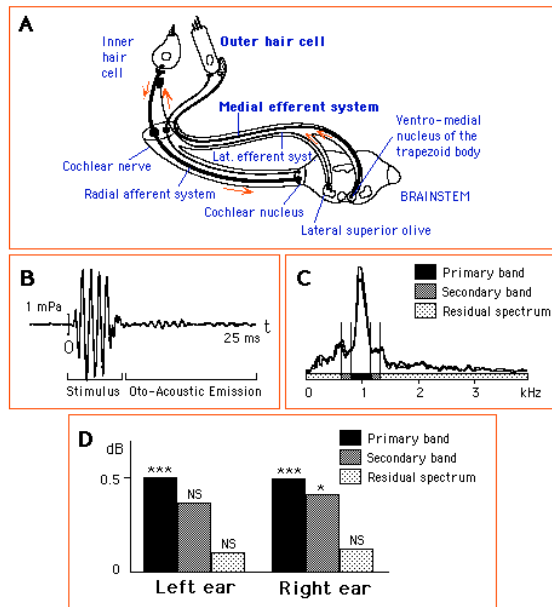 A
Inner
hair
cell
Outer hair cell
Medial efferent system
Ventro-medial
nucleus of the
trapezoid body
Lat. efferent syst.
Cochlear nerve
Radial afferent system
Cochlear nucleus
BRAINSTEM
Lateral superior olive
B
1 mPa
0
t
25 ms
Stimulus
Oto-Acoustic Emission
C
Primary band
Secondary band
Residual spectrum
0 1 2 3 kHz
D
dB
Primary band
Secondary band
Residual spectrum
0.5
*** NS NS
*** * NS
0
Left ear Right ear